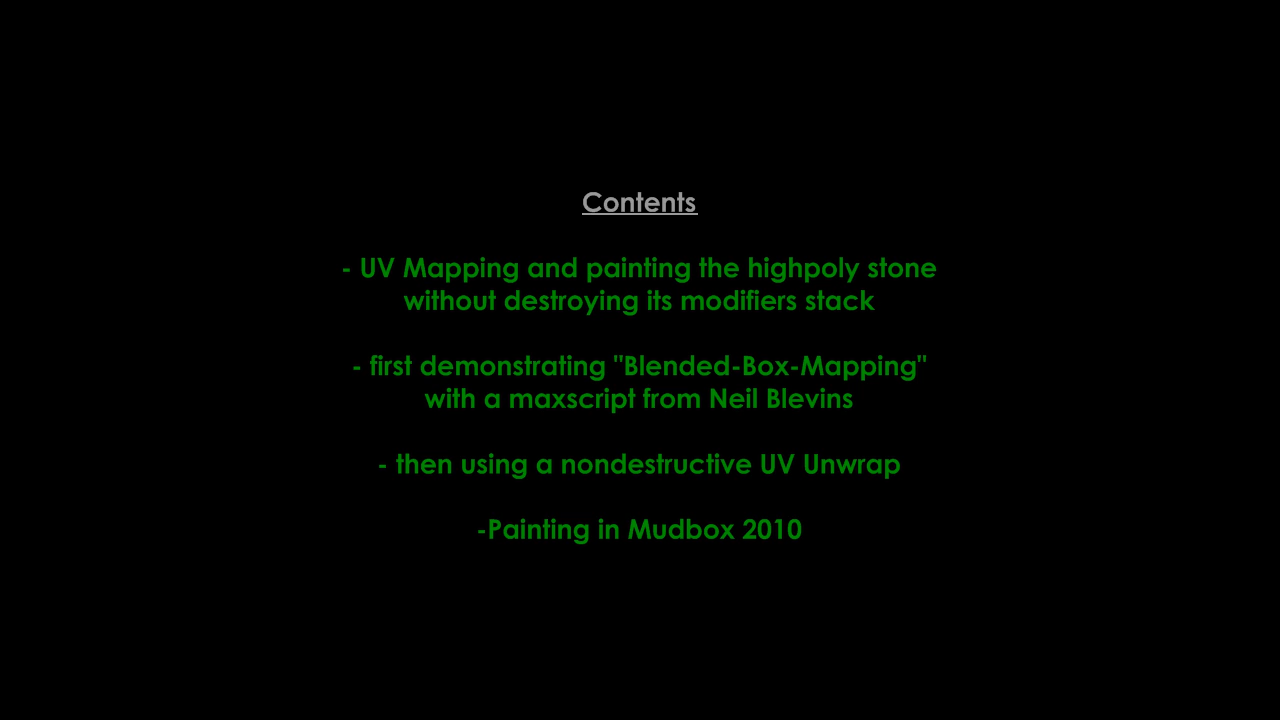 Contents
- UV Mapping and painting the highpoly stone
without destroying its modifiers stack
- first demonstrating "Blended-Box-Mapping"
with a maxscript from Neil Blevins
- then using a nondestructive UV Unwrap
-Painting in Mudbox 2010